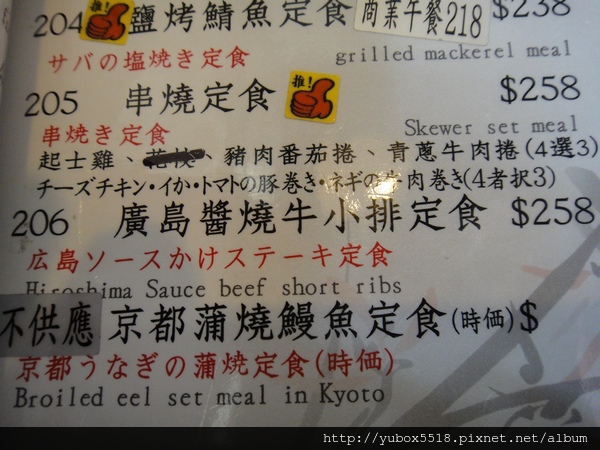 204 推! 鹽烤鯖魚定食 商業午餐218 $238
サバの塩焼き定食 grilled mackerel meal
205 串燒定食 推! $258
串焼き定食 Skewer set meal
起士雞、、豬肉番茄捲、青蔥牛肉捲(4選3)
チーズチキン・イか・トマトの豚巻き・ネギの牛肉巻き(4者択3)
206 廣島醬燒牛小排定食 $258
広島ソースかけステーキ定食
Hiroshima Sauce beef short ribs
不供應 京都蒲燒鰻魚定食(時価)$
京都うなぎの蒲焼定食(時価)
Broiled eel set meal in Kyoto
http://yubox5518.pixnet.net/album